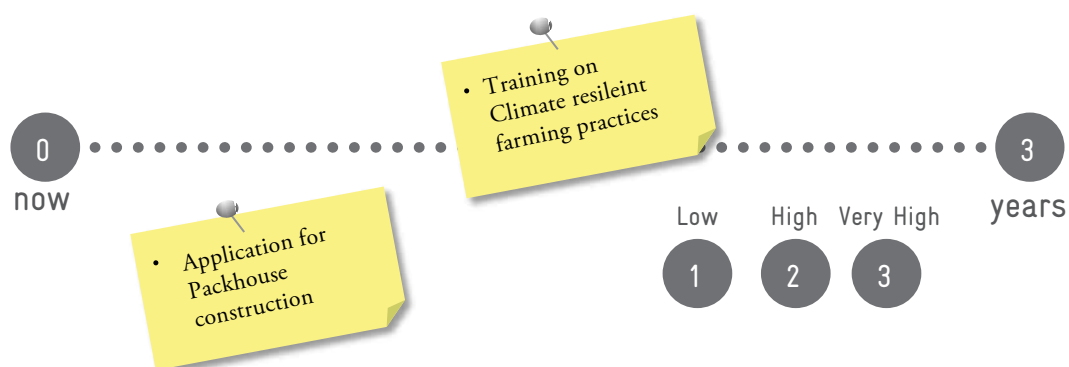 • Training on
Climate resileint
farming practices
0
3
now
years
Low High Very High
1 2 3
• Application for
Packhouse
construction